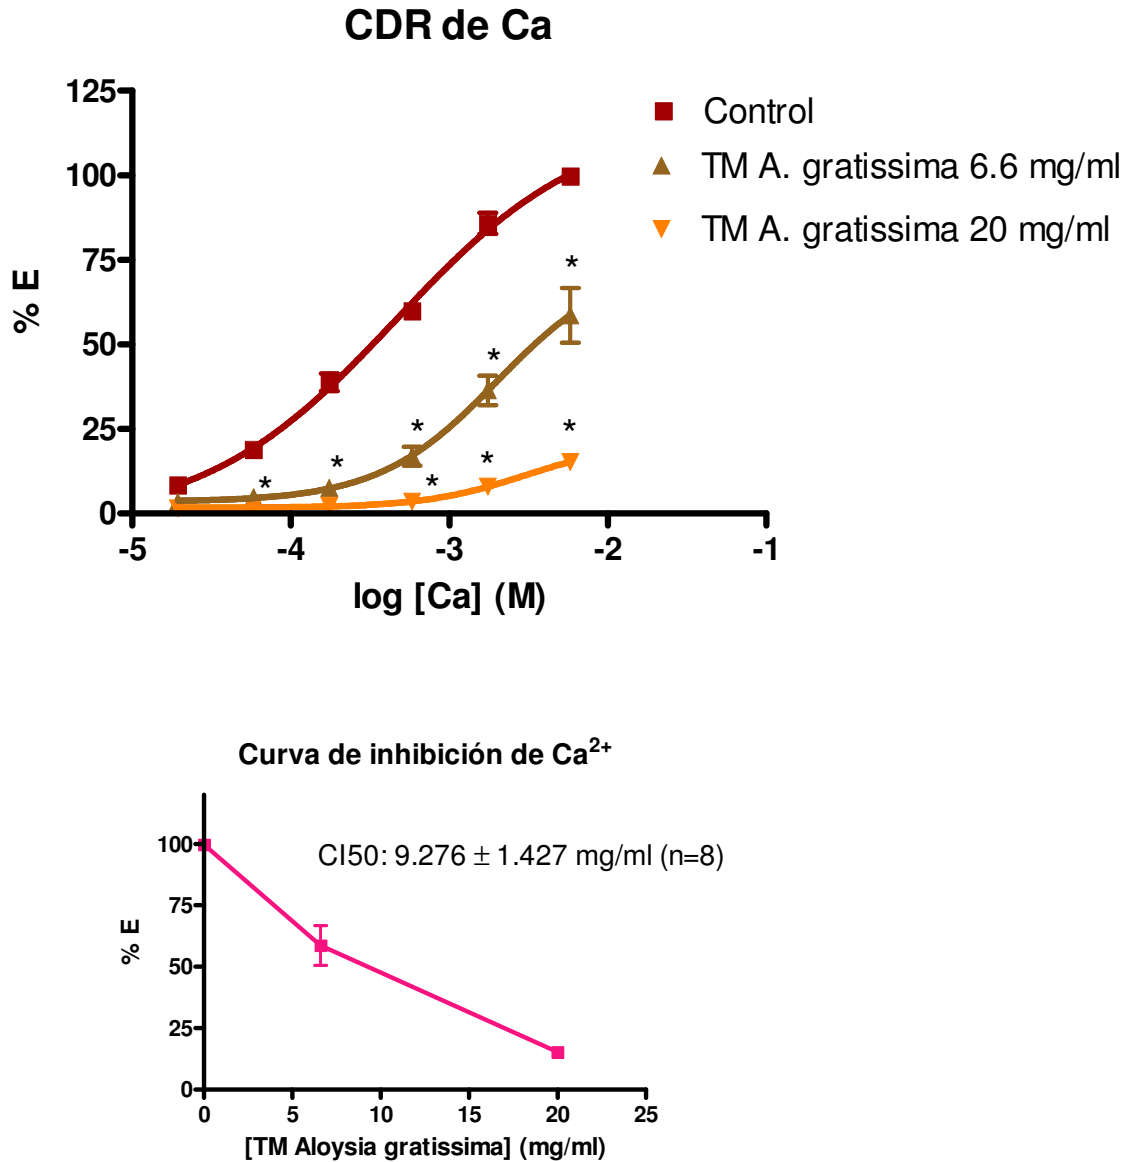 CDR de Ca
125
100
75
50
25
0
% E
-5 -4 -3 -2 -1
log [Ca] (M)
Control
TM A. gratissima 6.6 mg/ml
TM A. gratissima 20 mg/ml
* * * * *
* * * *
Curva de inhibición de Ca2+
CI50: 9.276 ± 1.427 mg/ml (n=8)
100
75
50
25
0
% E
0 5 10 15 20 25
[TM Aloysia gratissima] (mg/ml)